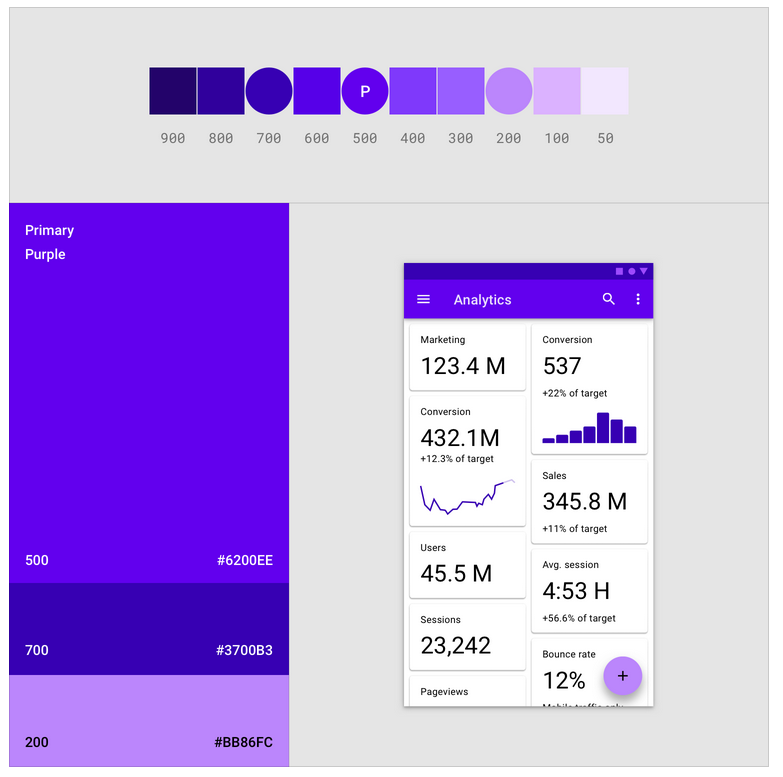 P
900 800 700 600 500 400 300 200 100 50
Primary
Purple
500 #6200EE
700 #3700B3
200 #BB86FC
Analytics
Marketing
123.4 M
Conversion
432.1M
+12.3% of target
Users
45.5 M
Sessions
23,242
Pageviews
Conversion
537
+22% of target
Sales
345.8 M
+11% of target
Avg. session
4:53 H
+56.6% of target
Bounce rate
12%
+
Mobile traffic only